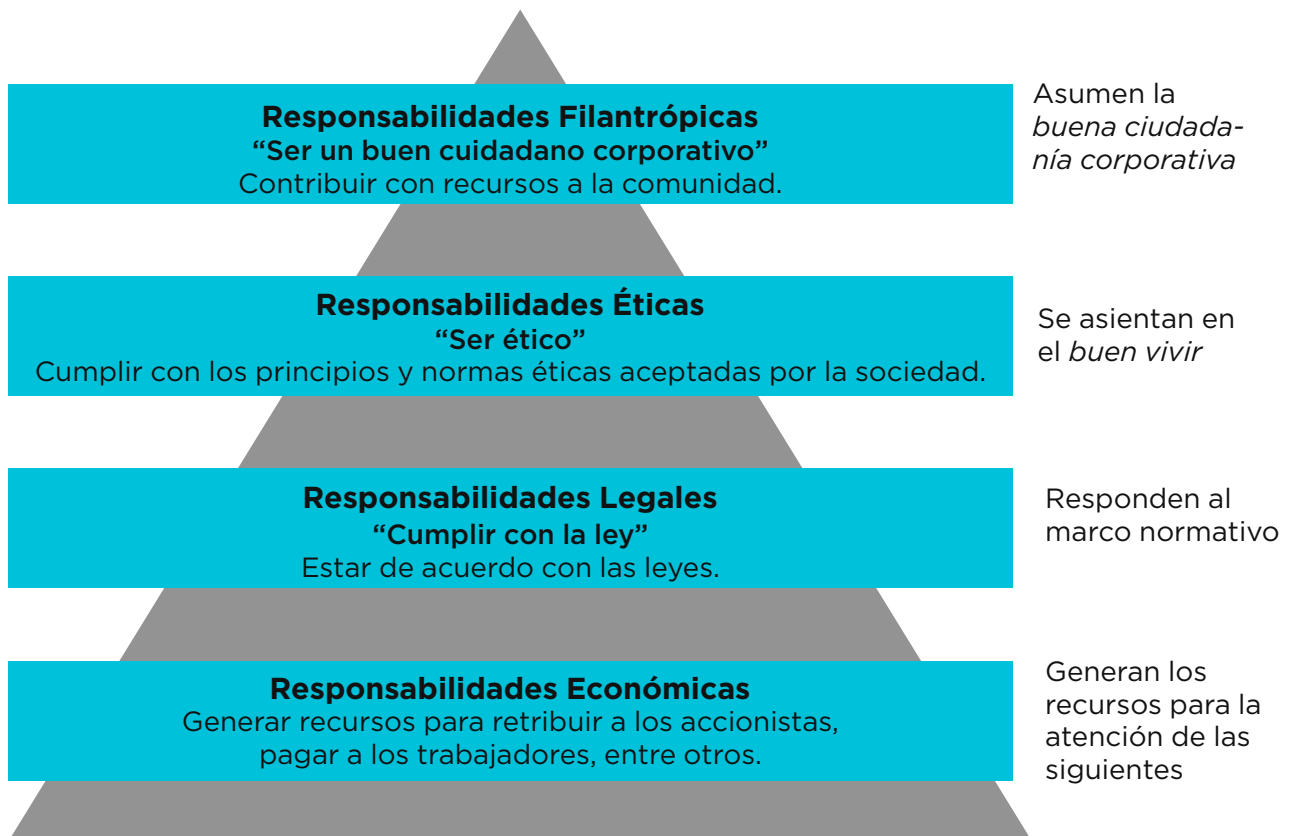 Responsabilidades Filantrópicas
“Ser un buen cuidadano corporativo”
Contribuir con recursos a la comunidad.
Asumen la
buena ciudada-
nía corporativa
Responsabilidades Éticas
“Ser ético”
Cumplir con los principios y normas éticas aceptadas por la sociedad.
Se asientan en
el buen vivir
Responsabilidades Legales
“Cumplir con la ley”
Estar de acuerdo con las leyes.
Responden al
marco normativo
Responsabilidades Económicas
Generar recursos para retribuir a los accionistas,
pagar a los trabajadores, entre otros.
Generan los
recursos para la
atención de las
siguientes